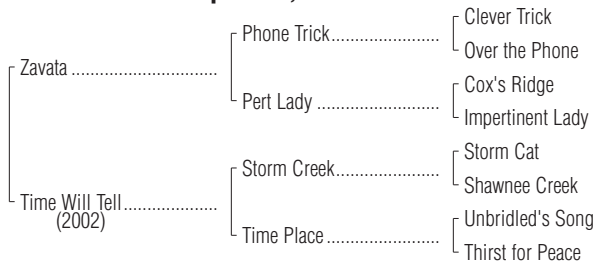 Clever Trick
Phone Trick
Over the Phone
Zavata
Cox's Ridge
Pert Lady
Impertinent Lady
Storm Cat
Storm Creek
Shawnee Creek
Time Will Tell
(2002)
Unbridled's Song
Time Place
Thirst for Peace